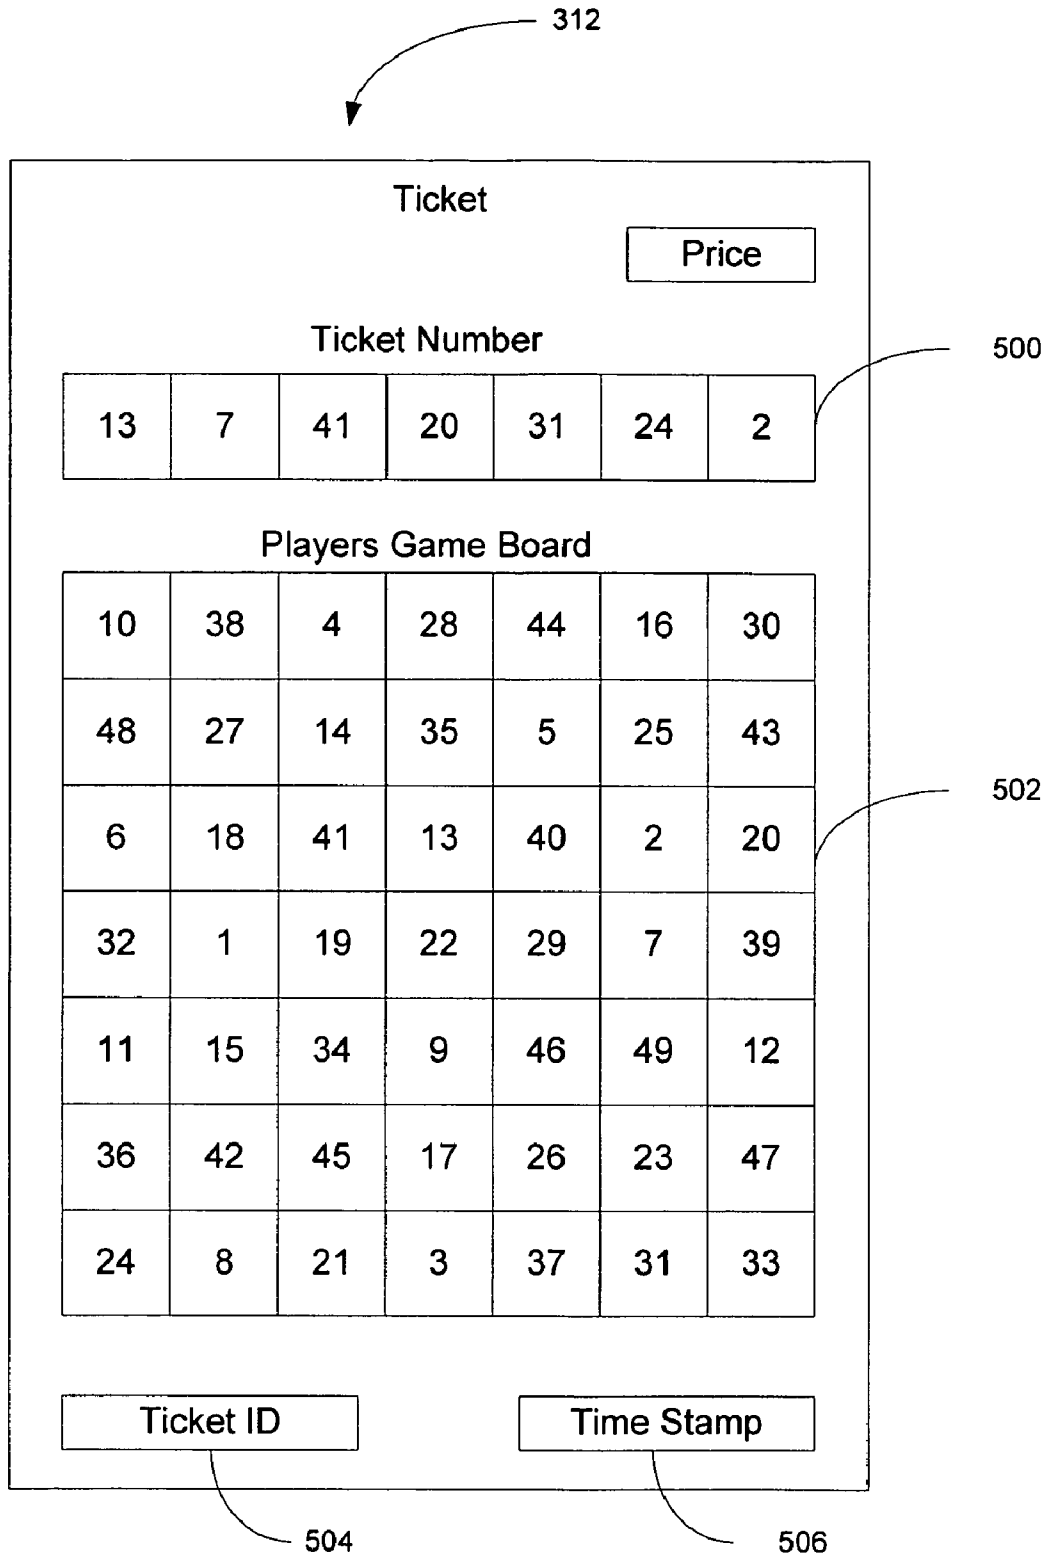 312
Ticket
Price
Ticket Number
500
13 7 41 20 31 24 2
Players Game Board
10 38 4 28 44 16 30
48 27 14 35 5 25 43
502
6 18 41 13 40 2 20
32 1 19 22 29 7 39
11 15 34 9 46 49 12
36 42 45 17 26 23 47
24 8 21 3 37 31 33
Ticket ID Time Stamp
504 506